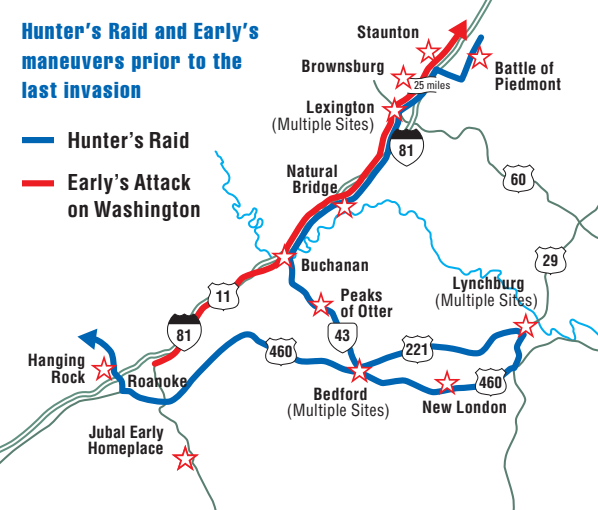 Hunter's Raid and Early's
maneuvers prior to the
last invasion
Hunter's Raid
Early's Attack
on Washington
Staunton
Brownsburg
Battle of
Piedmont
25 miles
Lexington
(Multiple Sites)
81
60
Natural
Bridge
29
Buchanan
Lynchburg
(Multiple Sites)
11
Peaks
of Otter
81
43
221
460
Hanging
Rock
Roanoke
460
Bedford
(Multiple Sites)
New London
Jubal Early
Homeplace